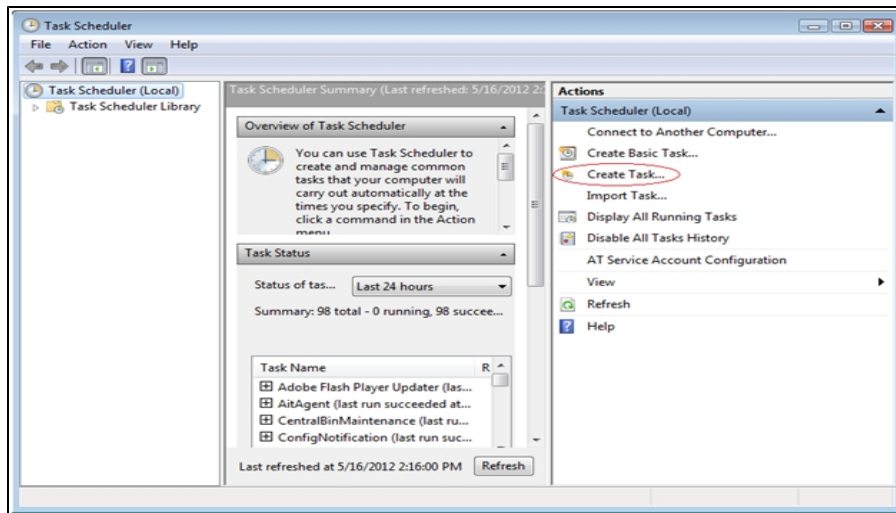 Task Scheduler
File Action View Help
Task Scheduler (Local)
Task Scheduler Library
Task Scheduler Summary (Last refreshed: 5/16/2012 2:
Overview of Task Scheduler
You can use Task Scheduler to
create and manage common
tasks that your computer will
carry out automatically at the
times you specify. To begin,
click a command in the Action
menu
Task Status
Status of tas... Last 24 hours
Summary: 98 total - 0 running, 98 succee...
Task Name R
Adobe Flash Player Updater (las...
AitAgent (last run succeeded at...
CentralBinMaintenance (last ru...
ConfigNotification (last run suc...
Last refreshed at 5/16/2012 2:16:00 PM Refresh
Actions
Task Scheduler (Local)
Connect to Another Computer...
Create Basic Task...
Create Task...
Import Task...
Display All Running Tasks
Disable All Tasks History
AT Service Account Configuration
View
Refresh
Help